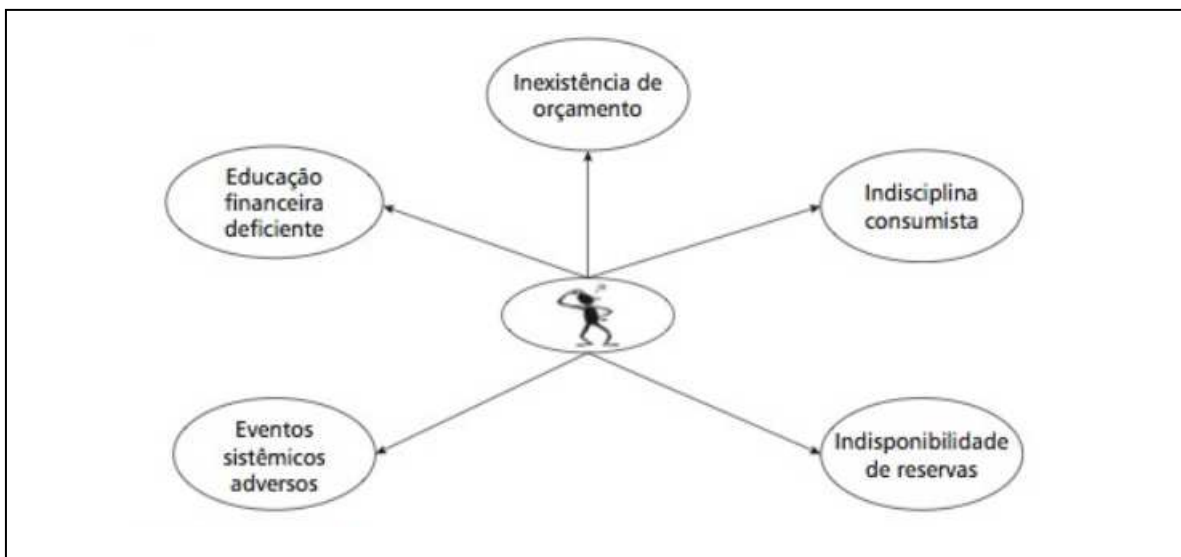 Inexistência de
orçamento
Educação
financeira
deficiente
Indisciplina
consumista
Eventos
sistêmicos
adversos
Indisponibilidade
de reservas